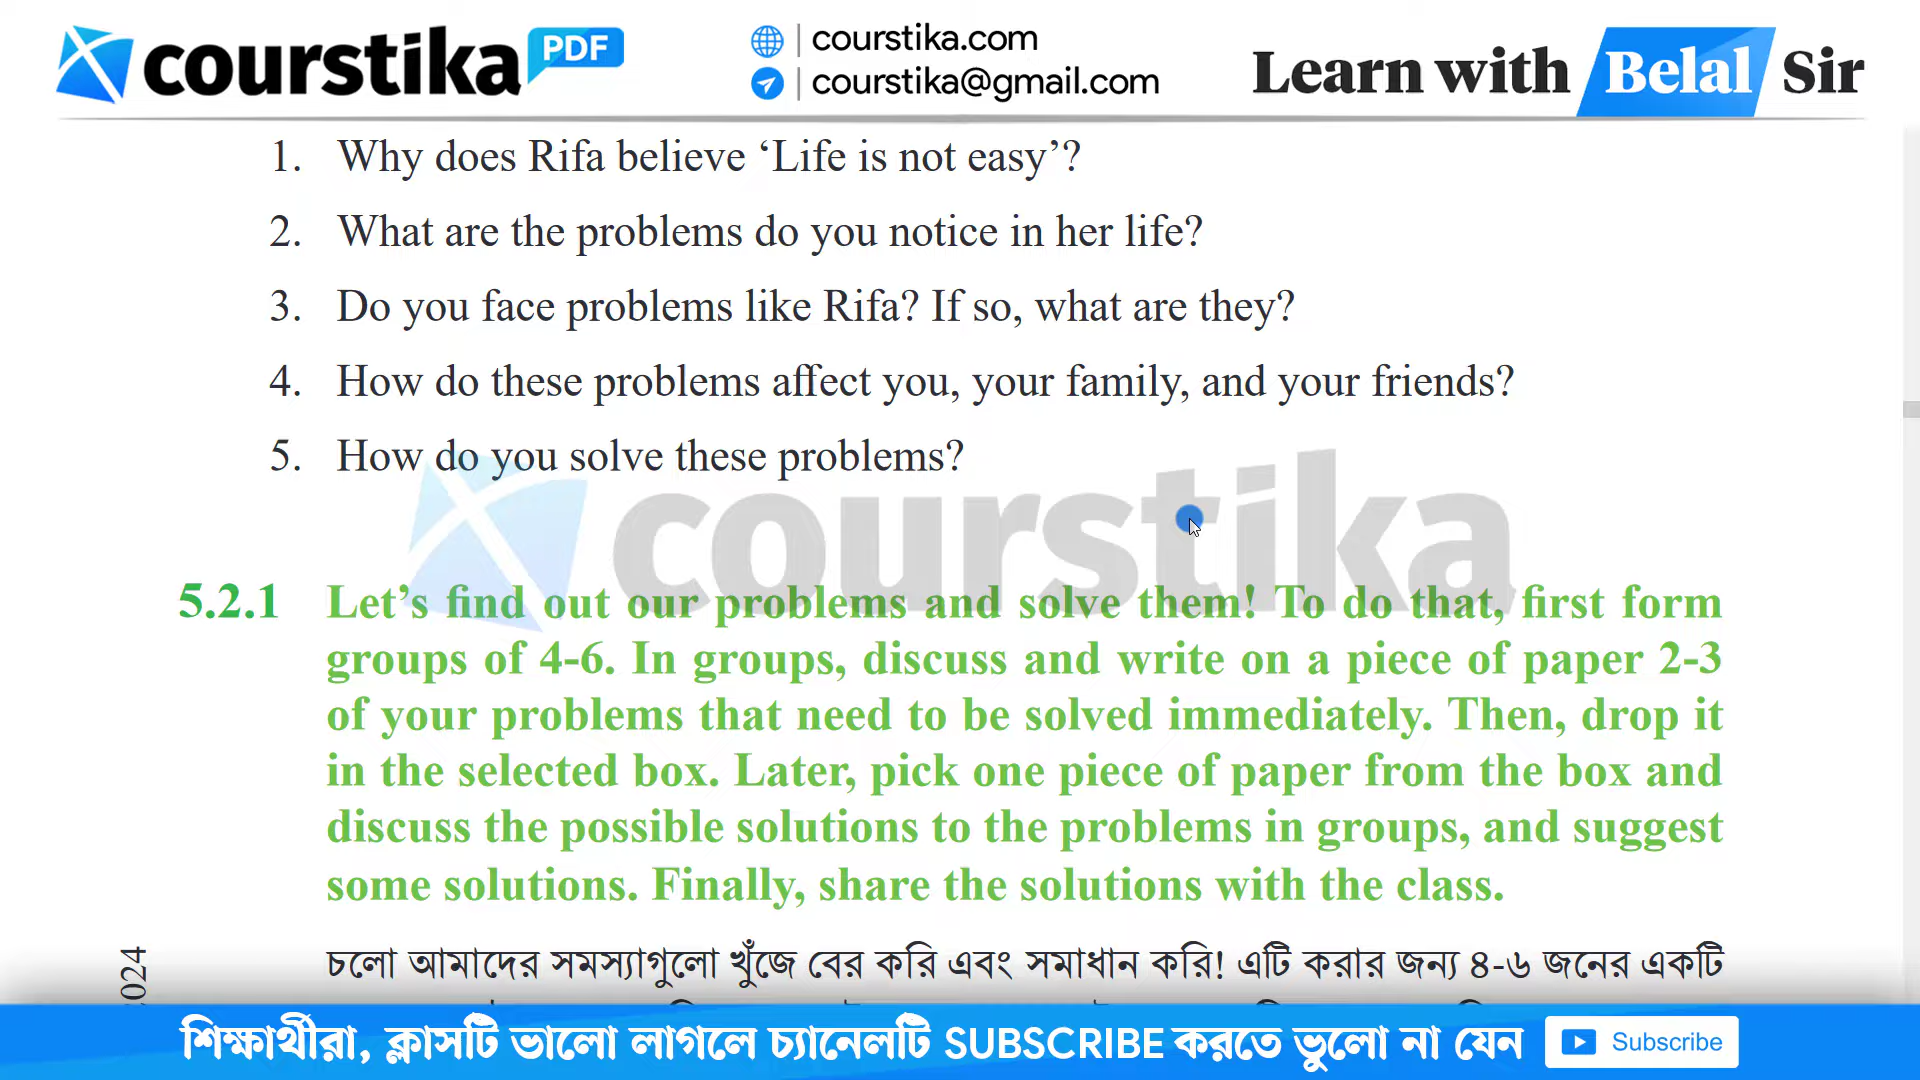 courstika PDF
courstika.com
courstika@gmail.com
Learn with Belal Sir
1. Why does Rifa believe ‘Life is not easy’?
2. What are the problems do you notice in her life?
3. Do you face problems like Rifa? If so, what are they?
4. How do these problems affect you, your family, and your friends?
5. How do you solve these problems?
courstika
5.2.1 Let’s find out our problems and solve them! To do that, first form
groups of 4-6. In groups, discuss and write on a piece of paper 2-3
of your problems that need to be solved immediately. Then, drop it
in the selected box. Later, pick one piece of paper from the box and
discuss the possible solutions to the problems in groups, and suggest
some solutions. Finally, share the solutions with the class.
চলো আমাদের সমস্যাগুলো খুঁজে বের করি এবং সমাধান করি! এটি করার জন্য ৪-৬ জনের একটি
শিক্ষার্থীরা, ক্লাসটি ভালো লাগলে চ্যানেলটি SUBSCRIBE করতে ভুলো না যেন
Subscribe